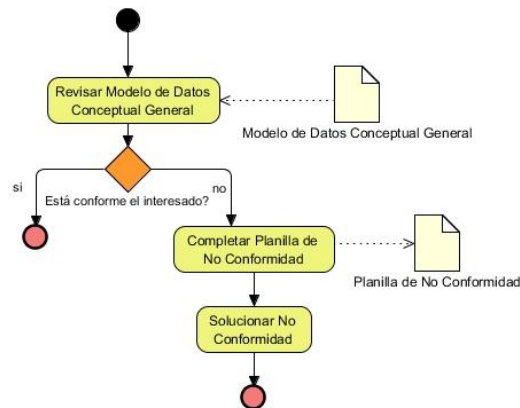 Revisar Modelo de Datos
Conceptual General
Modelo de Datos Conceptual General
si
Está conforme el interesado?
no
Completar Planilla de
No Conformidad
Planilla de No Conformidad
Solucionar No
Conformidad